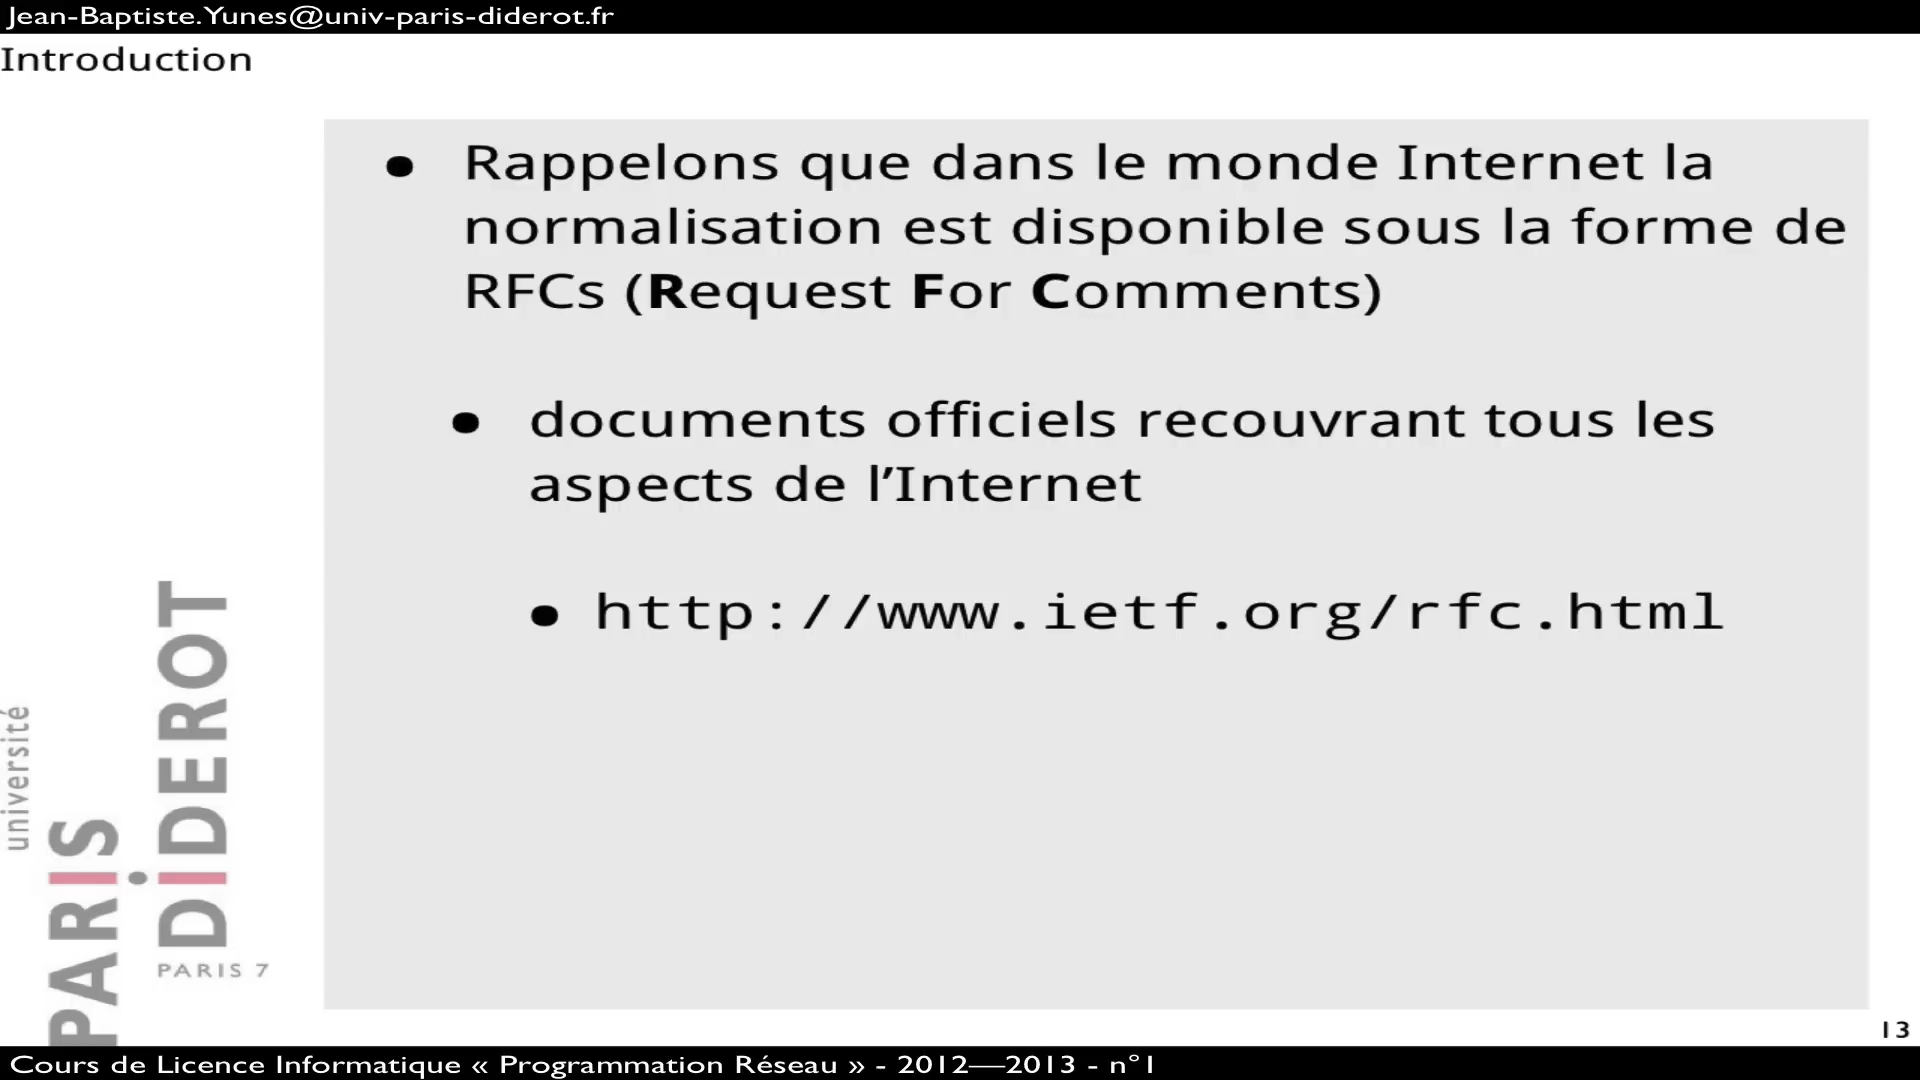 Jean-Baptiste.Yunes@univ-paris-diderot.fr
Introduction
• Rappelons que dans le monde Internet la
normalisation est disponible sous la forme de
RFCs (Request For Comments)
• documents officiels recouvrant tous les
aspects de l’Internet
• http://www.ietf.org/rfc.html
université
PARIS
DIDEROT
PARIS 7
13
Cours de Licence Informatique « Programmation Réseau » - 2012—2013 - n°1